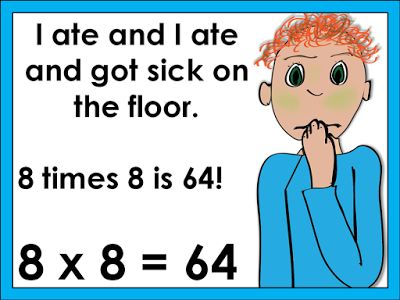 I ate and I ate
and got sick on
the floor.
8 times 8 is 64!
8 x 8 = 64